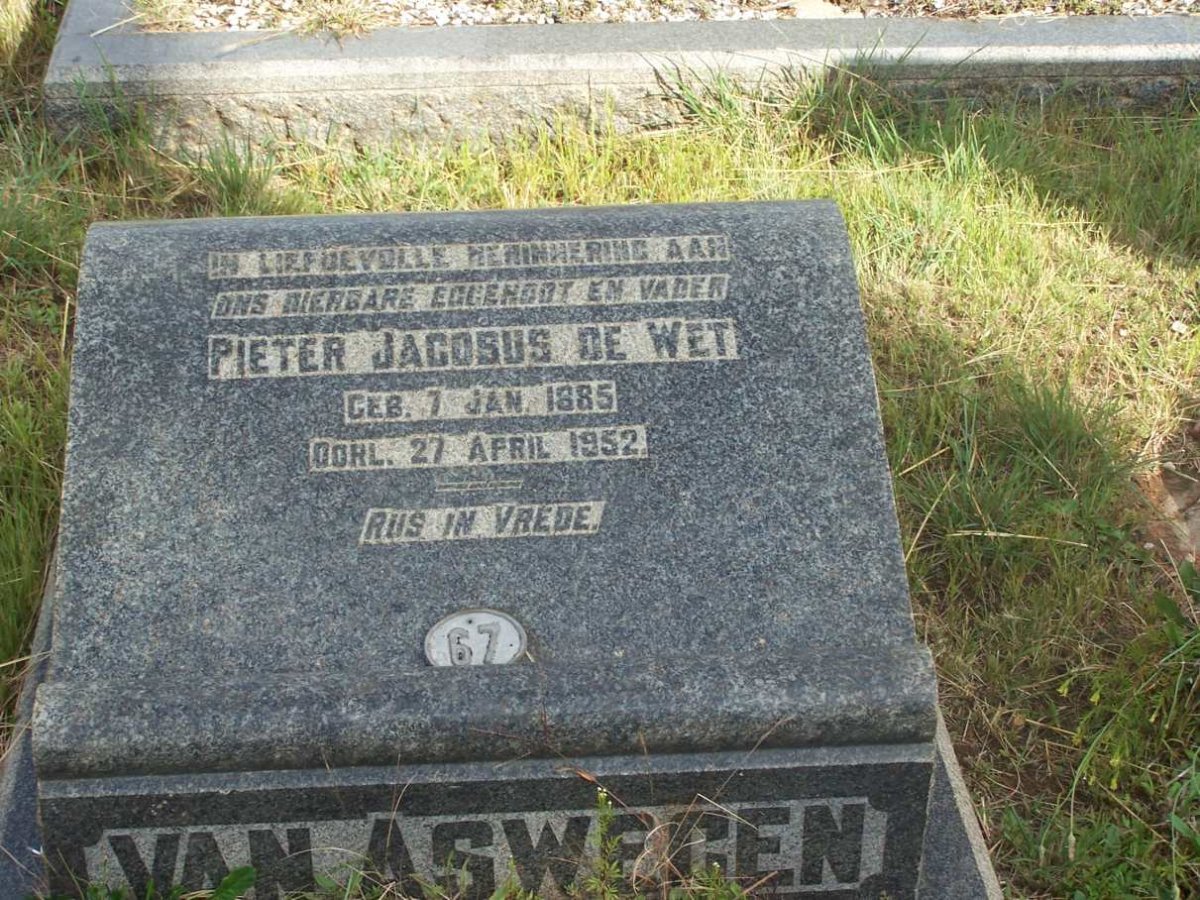 IN LIEFDEVOLLE HERINNERING AAN
ONS DIERBARE EGGENOOT EN VADER
PIETER JACOBUS DE WET
GEB. 7 JAN. 1885
OORL. 27 APRIL 1952.
RUS IN VREDE.
67
VAN ASWEGEN